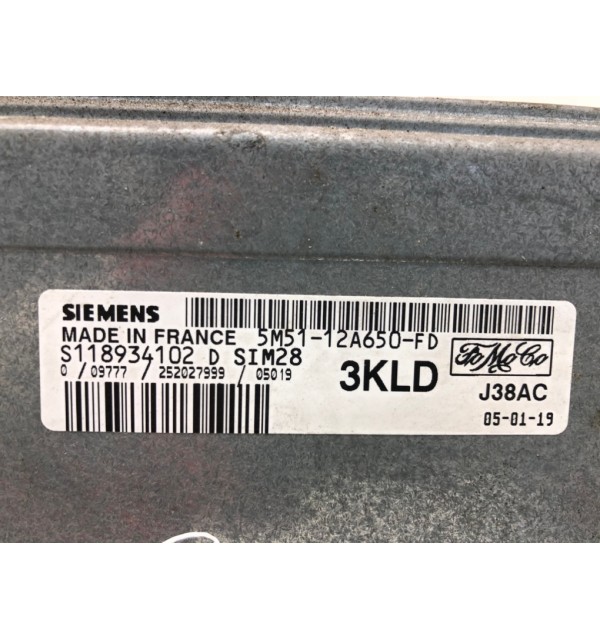 SIEMENS
MADE IN FRANCE 5M51-12A650-FD
S118934102 D SIM28
0 / 09777 / 252027999 / 05019
3KLD
FoMoCo
J38AC
05-01-19